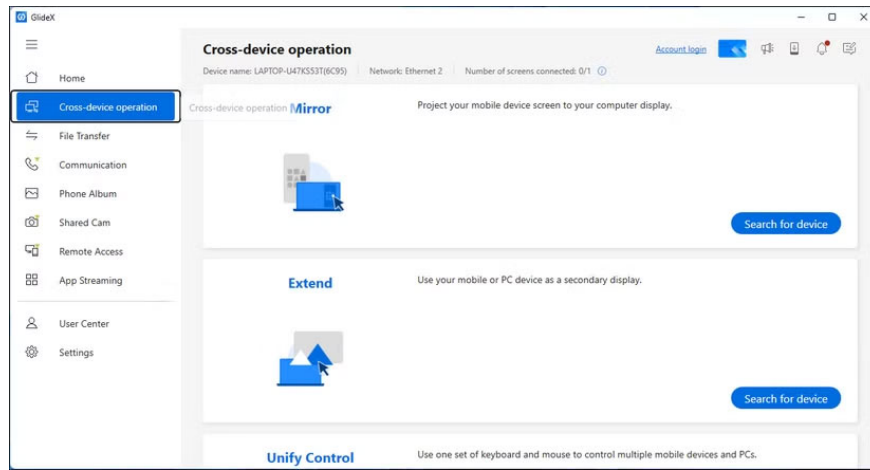 GlideX
Cross-device operation
Account login
Device name: LAPTOP-U47KS53T(6C95) Network: Ethernet 2 Number of screens connected: 0/1
Home
Cross-device operation
File Transfer
Communication
Phone Album
Shared Cam
Remote Access
App Streaming
User Center
Settings
Cross-device operation
Mirror
Project your mobile device screen to your computer display.
Search for device
Extend
Use your mobile or PC device as a secondary display.
Search for device
Unify Control
Use one set of keyboard and mouse to control multiple mobile devices and PCs.